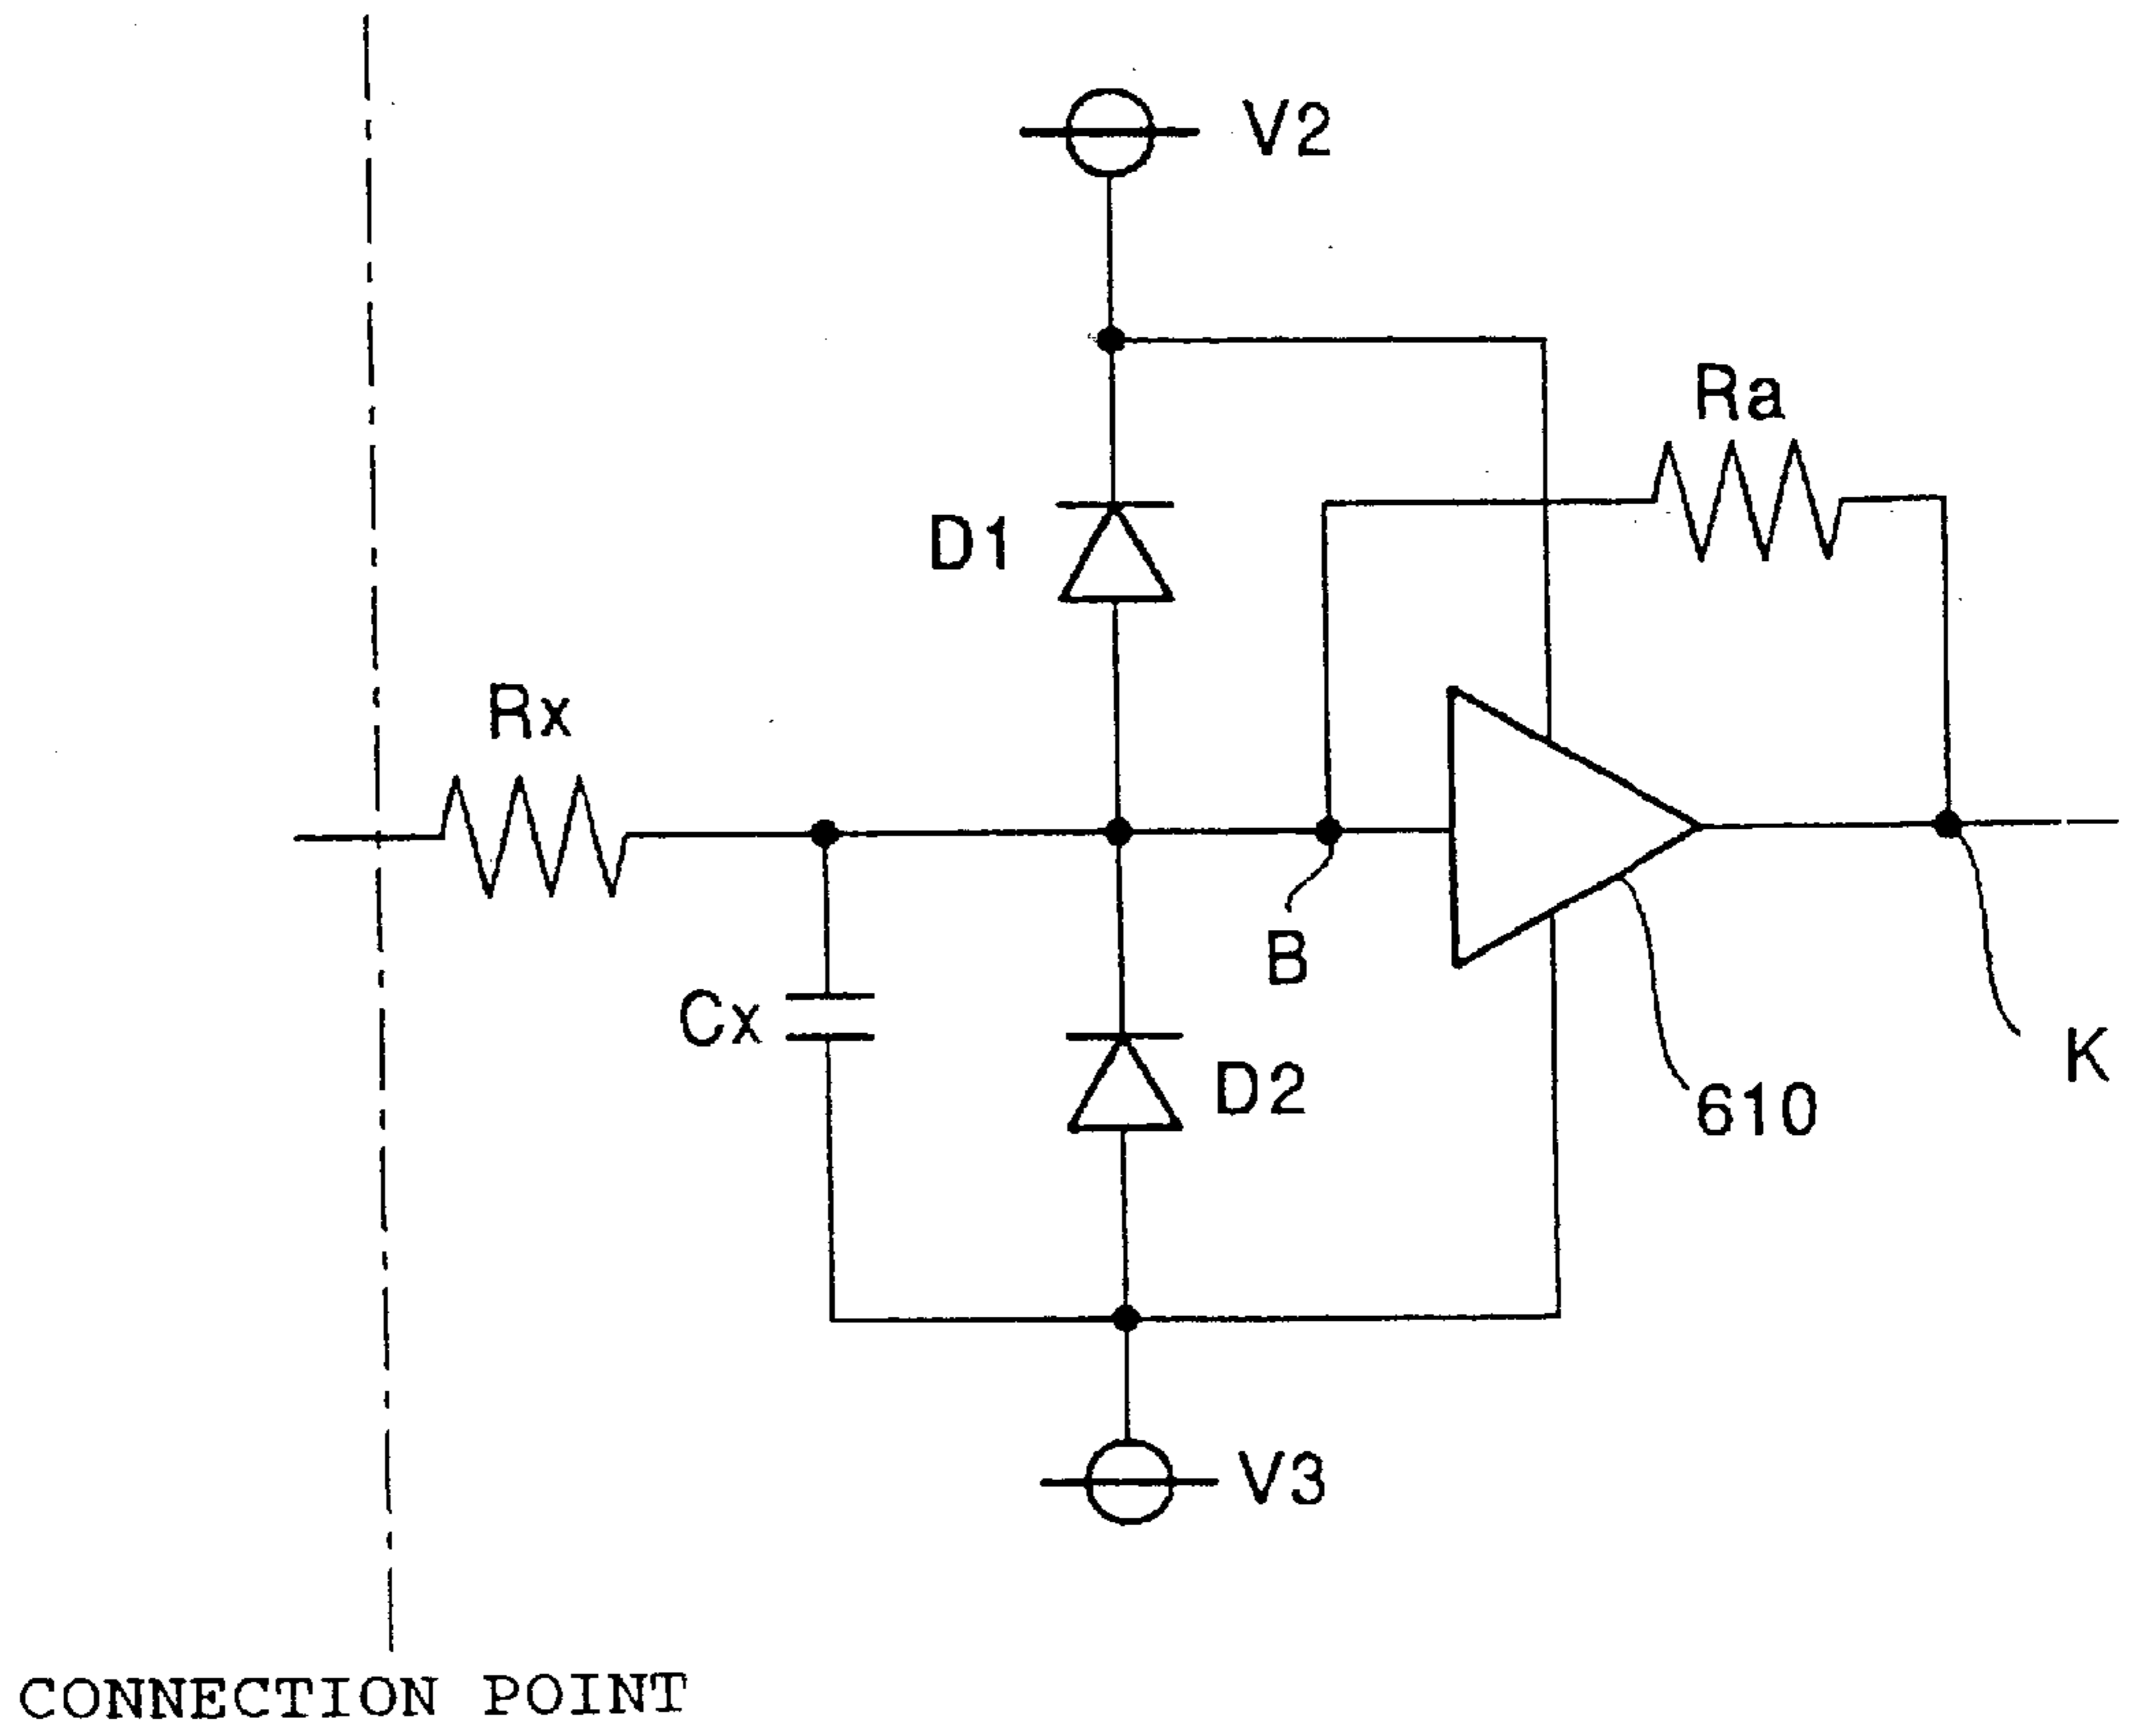 V2
Ra
D1
Rx
B
Cx
D2
K
610
V3
CONNECTION POINT